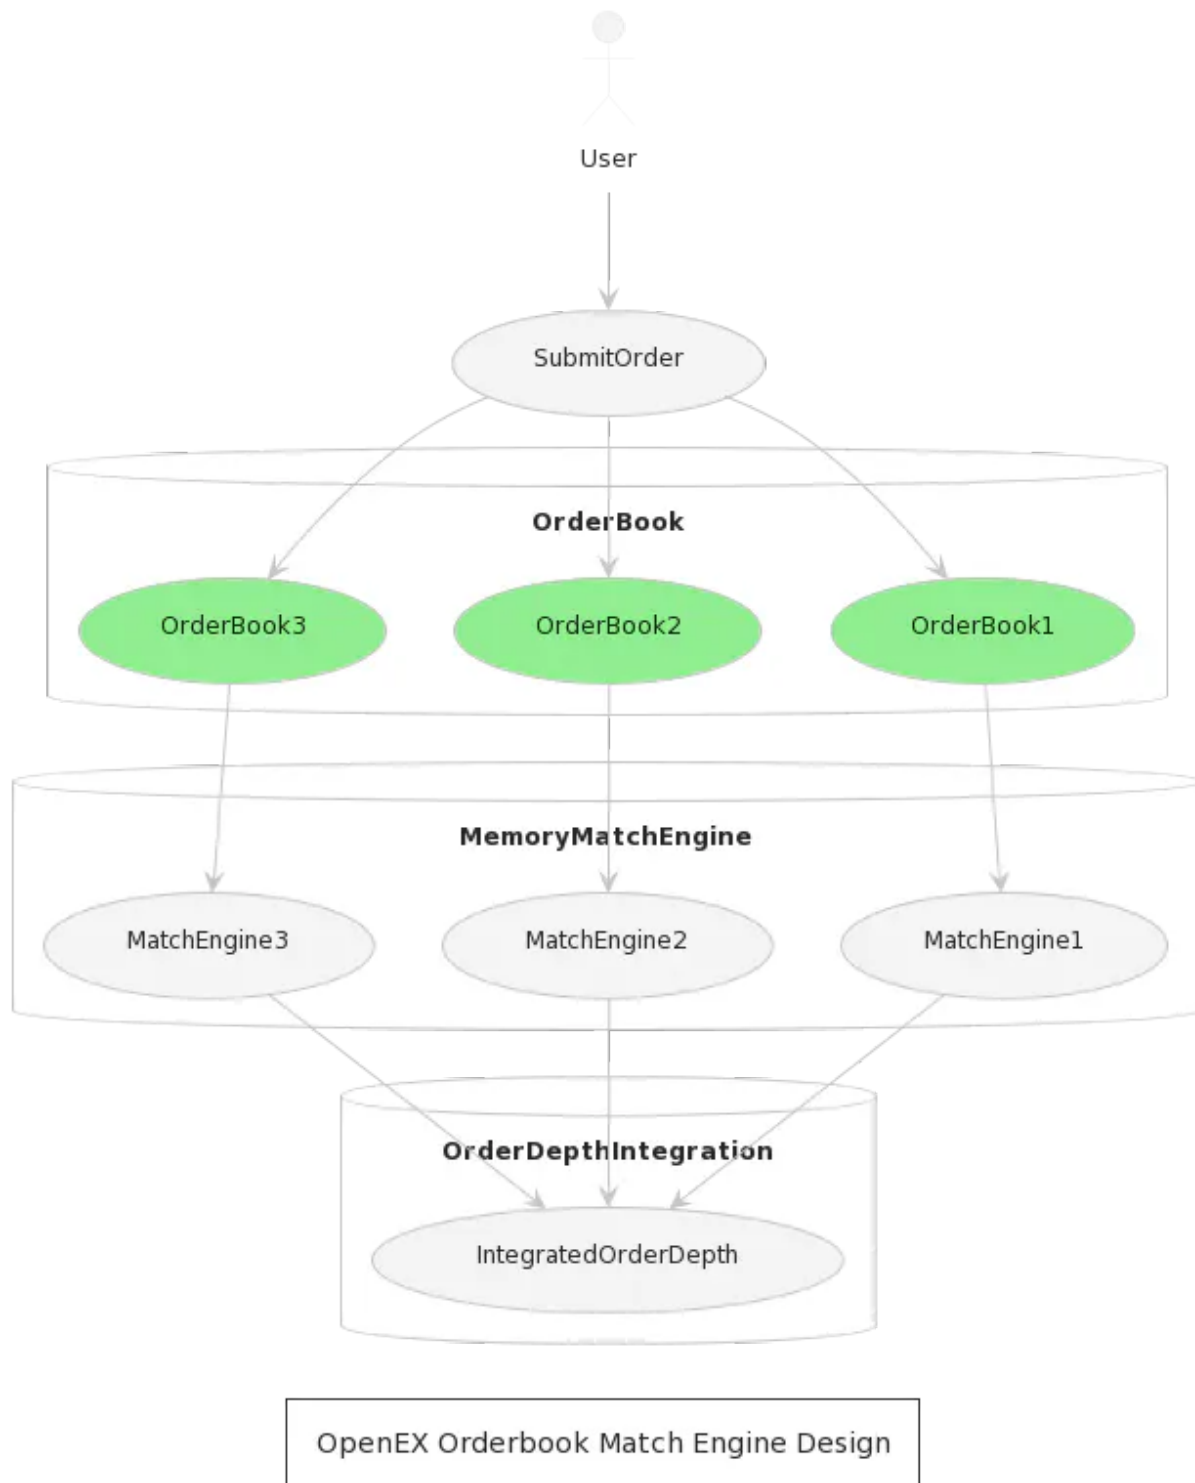 User
SubmitOrder
OrderBook
OrderBook3
OrderBook2
OrderBook1
MemoryMatchEngine
MatchEngine3
MatchEngine2
MatchEngine1
OrderDepthIntegration
IntegratedOrderDepth
OpenEX Orderbook Match Engine Design